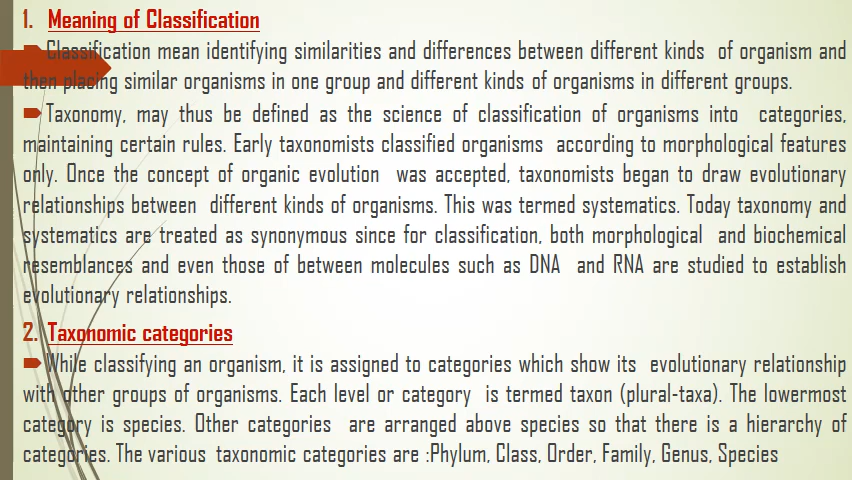 1. Meaning of Classification
Classification mean identifying similarities and differences between different kinds of organism and
then placing similar organisms in one group and different kinds of organisms in different groups.
Taxonomy, may thus be defined as the science of classification of organisms into categories,
maintaining certain rules. Early taxonomists classified organisms according to morphological features
only. Once the concept of organic evolution was accepted, taxonomists began to draw evolutionary
relationships between different kinds of organisms. This was termed systematics. Today taxonomy and
systematics are treated as synonymous since for classification, both morphological and biochemical
resemblances and even those of between molecules such as DNA and RNA are studied to establish
evolutionary relationships.
2. Taxonomic categories
While classifying an organism, it is assigned to categories which show its evolutionary relationship
with other groups of organisms. Each level or category is termed taxon (plural-taxa). The lowermost
category is species. Other categories are arranged above species so that there is a hierarchy of
categories. The various taxonomic categories are :Phylum, Class, Order, Family, Genus, Species